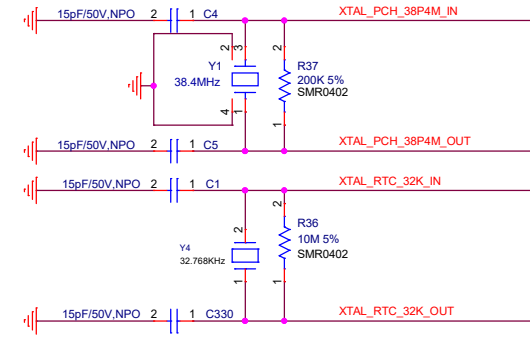 15pF/50V,NPO 2 1 C4 XTAL_PCH_38P4M_IN
2 3 2
Y1 R37
38.4MHz 200K 5%
SMR0402
4 1 1
15pF/50V,NPO 2 1 C5 XTAL_PCH_38P4M_OUT
15pF/50V,NPO 2 1 C1 XTAL_RTC_32K_IN
2 2
R36
Y4 10M 5%
32.768KHz SMR0402
1 1
15pF/50V,NPO 2 1 C330 XTAL_RTC_32K_OUT